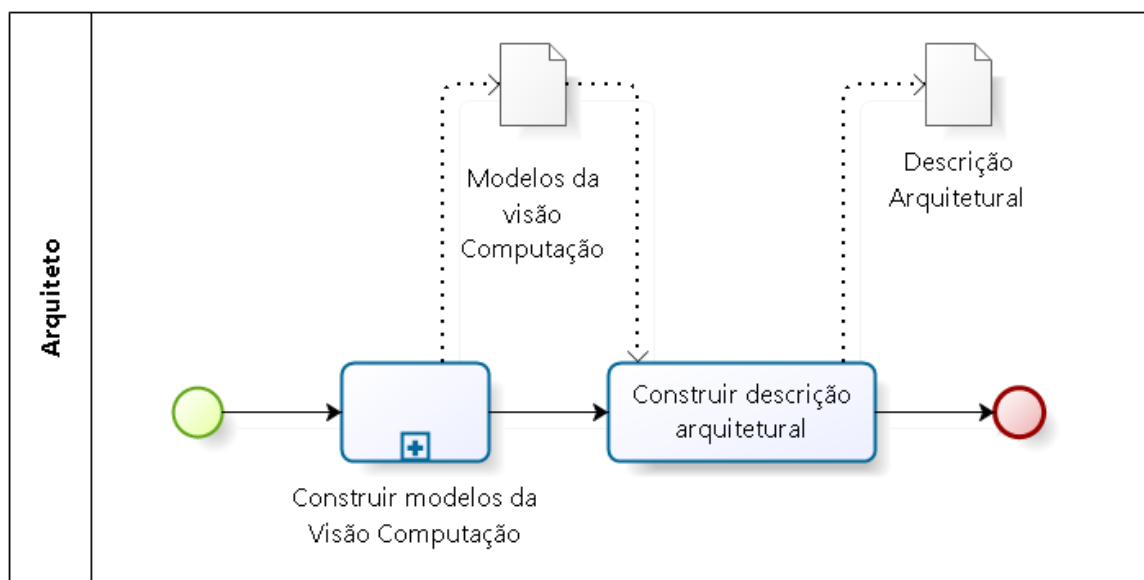 Arquiteto
Modelos da
visão
Computação
Descrição
Arquitetural
Construir descrição
arquitetural
Construir modelos da
Visão Computação